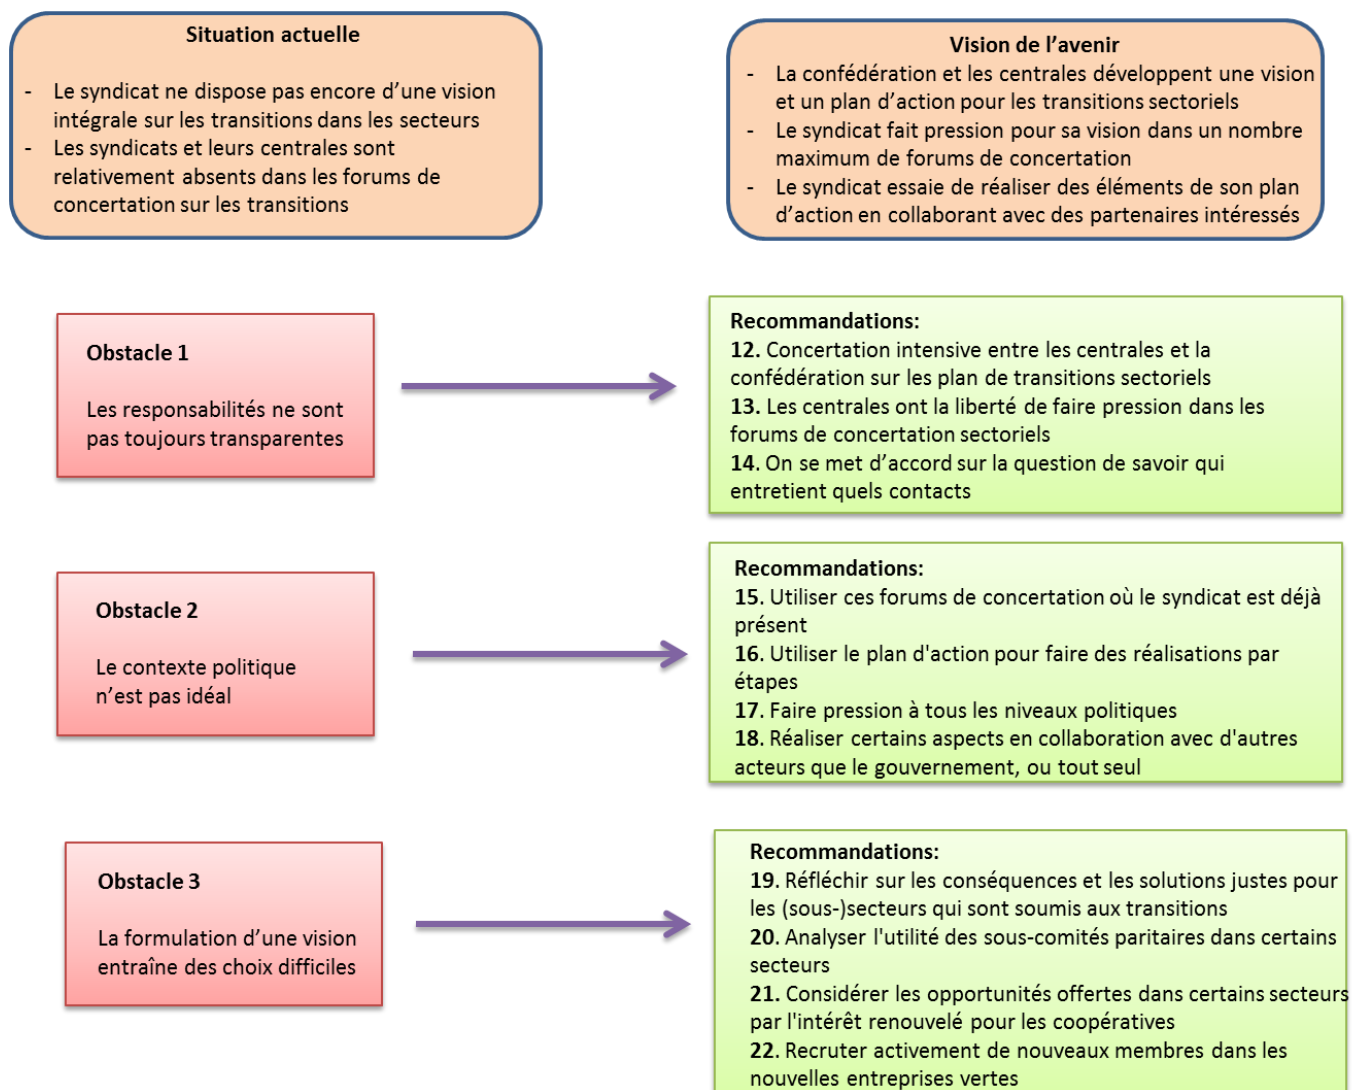 Situation actuelle
- Le syndicat ne dispose pas encore d’une vision
intégrale sur les transitions dans les secteurs
- Les syndicats et leurs centrales sont
relativement absents dans les forums de
concertation sur les transitions
Vision de l’avenir
- La confédération et les centrales développent une vision
et un plan d’action pour les transitions sectoriels
- Le syndicat fait pression pour sa vision dans un nombre
maximum de forums de concertation
- Le syndicat essaie de réaliser des éléments de son plan
d’action en collaborant avec des partenaires intéressés
Obstacle 1
Les responsabilités ne sont
pas toujours transparentes
Recommandations:
12. Concertation intensive entre les centrales et la
confédération sur les plan de transitions sectoriels
13. Les centrales ont la liberté de faire pression dans les
forums de concertation sectoriels
14. On se met d’accord sur la question de savoir qui
entretient quels contacts
Obstacle 2
Le contexte politique
n’est pas idéal
Recommandations:
15. Utiliser ces forums de concertation où le syndicat est déjà
présent
16. Utiliser le plan d'action pour faire des réalisations par
étapes
17. Faire pression à tous les niveaux politiques
18. Réaliser certains aspects en collaboration avec d'autres
acteurs que le gouvernement, ou tout seul
Obstacle 3
La formulation d’une vision
entraîne des choix difficiles
Recommandations:
19. Réfléchir sur les conséquences et les solutions justes pour
les (sous-)secteurs qui sont soumis aux transitions
20. Analyser l'utilité des sous-comités paritaires dans certains
secteurs
21. Considérer les opportunités offertes dans certains secteurs
par l'intérêt renouvelé pour les coopératives
22. Recruter activement de nouveaux membres dans les
nouvelles entreprises vertes